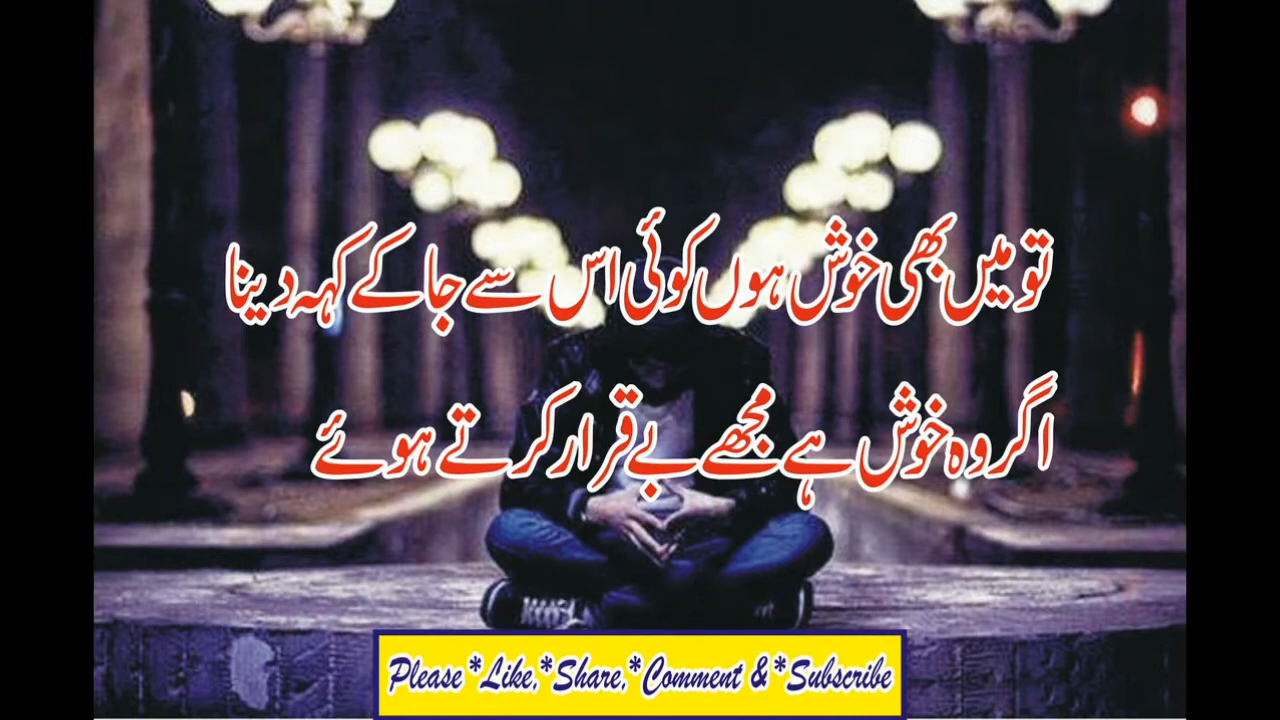 تو میں بھی خوش ہوں کوئی اس سے جا کے کہہ دینا
اگر وہ خوش ہے مجھے بے قرار کرتے ہوئے
Please*Like,*Share,*Comment &*Subscribe